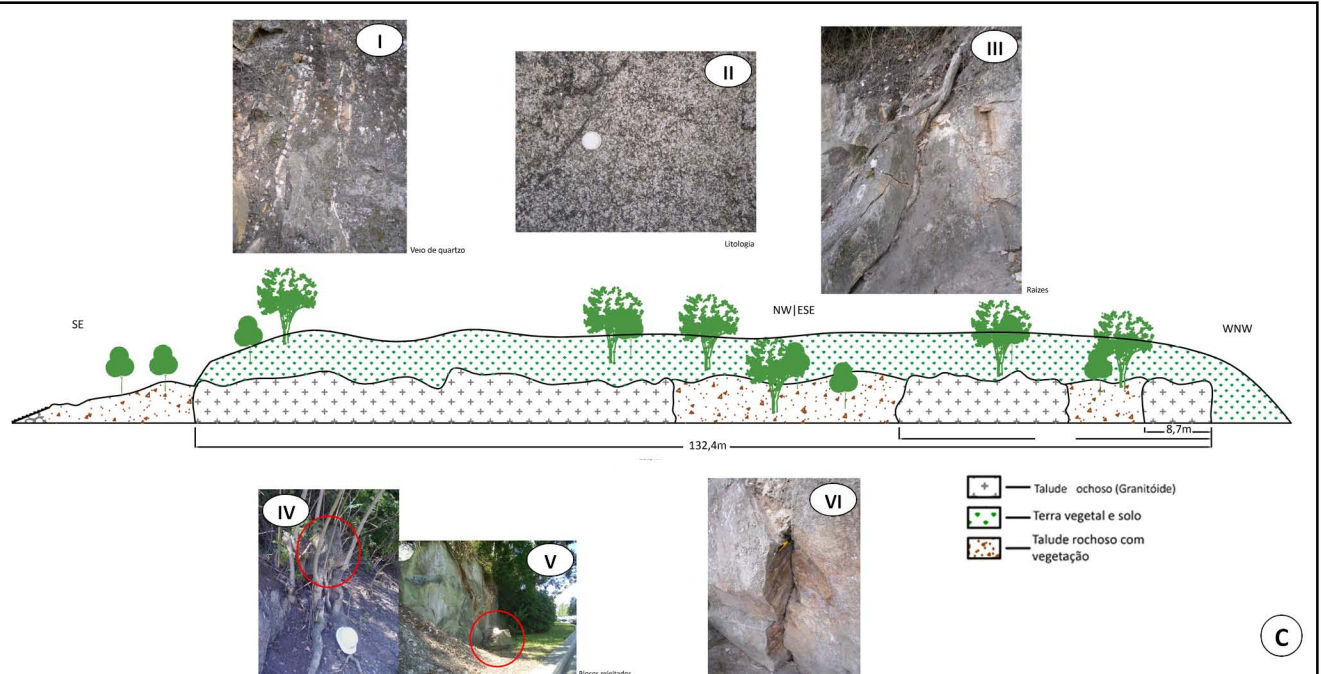 I
II
III
Veio de quartzo
Litologia
Raizes
SE
NW|ESE
WNW
132,4m
8,7m
IV
V
VI
Talude ochoso (Granitóide)
Terra vegetal e solo
Talude rochoso com
vegetação
C